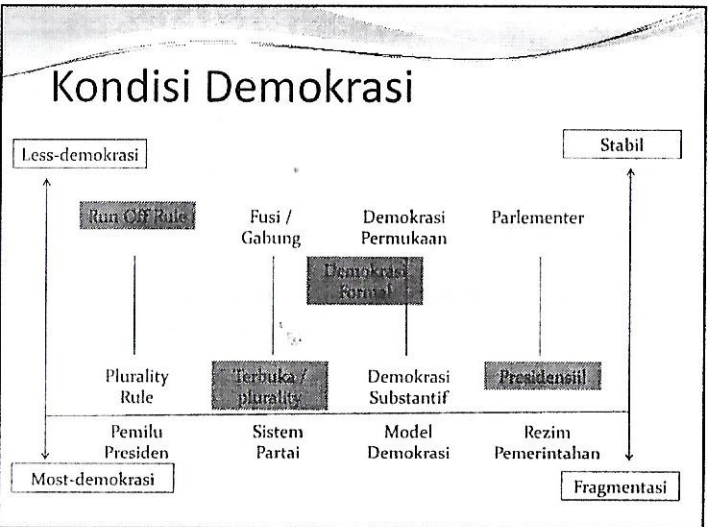 Kondisi Demokrasi
Less-demokrasi
Stabil
Run Off Rule
Fusi /
Gabung
Demokrasi
Permukaan
Parlementer
Demokrasi
Formal
Plurality
Rule
Terbuka /
plurality
Demokrasi
Substantif
Presidensiil
Pemilu
Presiden
Sistem
Partai
Model
Demokrasi
Rezim
Pemerintahan
Most-demokrasi
Fragmentasi